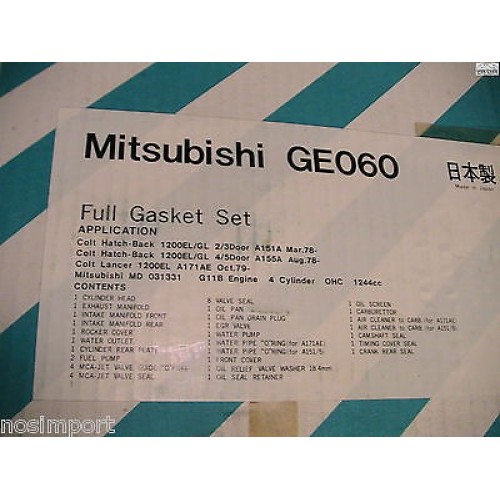 Mitsubishi GE060
日本製
Made in Japan
Full Gasket Set
APPLICATION
Colt Hatch-Back 1200EL/GL 2/3Door A151A Mar.78-
Colt Hatch-Back 1200EL/GL 4/5Door A155A Aug.78-
Colt Lancer 1200EL A171AE Oct.79-
Mitsubishi MD 031331 G11B Engine 4 Cylinder OHC 1244cc
CONTENTS
1 CYLINDER HEAD
1 EXHAUST MANIFOLD
1 INTAKE MANIFOLD FRONT
1 INTAKE MANIFOLD REAR
1 ROCKER COVER
1 WATER OUTLET
1 CYLINDER REAR PLATE
2 FUEL PUMP
4 MCA-JET VALVE GUIDE "O"RING
4 MCA-JET VALVE SEAL
8 VALVE SEAL
1 OIL PAN
1 OIL PAN DRAIN PLUG
1 EGR VALVE
1 WATER PUMP
1 WATER PIPE "O"RING(for A171AE)
1 WATER PIPE "O"RING(for A151/5)
1 FRONT COVER
1 OIL RELIEF VALVE WASHER 18.4mm
1 OIL SEAL RETAINER
1 OIL SCREEN
1 CARBORETTOR
1 AIR CLEANER to CARB.(for A171AE)
1 AIR CLEANER to CARB.(for A151/5)
1 CAMSHAFT SEAL
1 TIMING COVER SEAL
1 CRANK REAR SEAL
nosimport